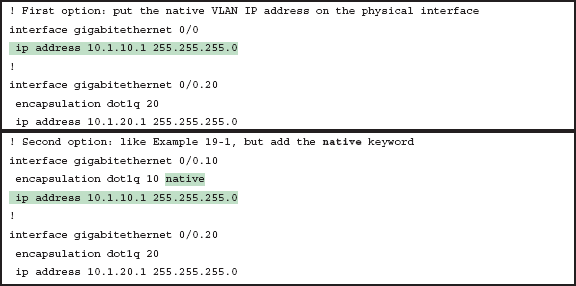 ! First option: put the native VLAN IP address on the physical interface
interface gigabitethernet 0/0
 ip address 10.1.10.1 255.255.255.0
!
interface gigabitethernet 0/0.20
 encapsulation dot1q 20
 ip address 10.1.20.1 255.255.255.0
! Second option: like Example 19-1, but add the native keyword
interface gigabitethernet 0/0.10
 encapsulation dot1q 10 native
 ip address 10.1.10.1 255.255.255.0
!
interface gigabitethernet 0/0.20
 encapsulation dot1q 20
 ip address 10.1.20.1 255.255.255.0